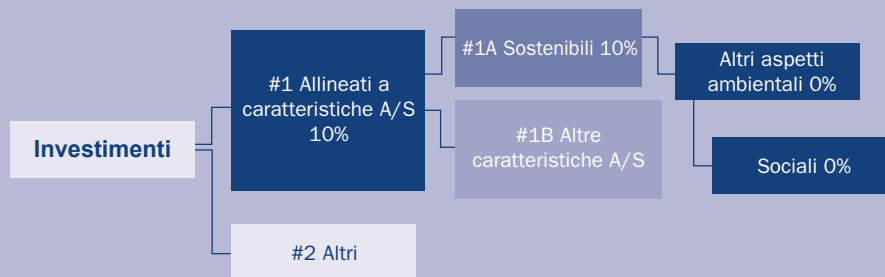 Investimenti
#1 Allineati a
caratteristiche A/S
10%
#2 Altri
#1A Sostenibili 10%
#1B Altre
caratteristiche A/S
Altri aspetti
ambientali 0%
Sociali 0%